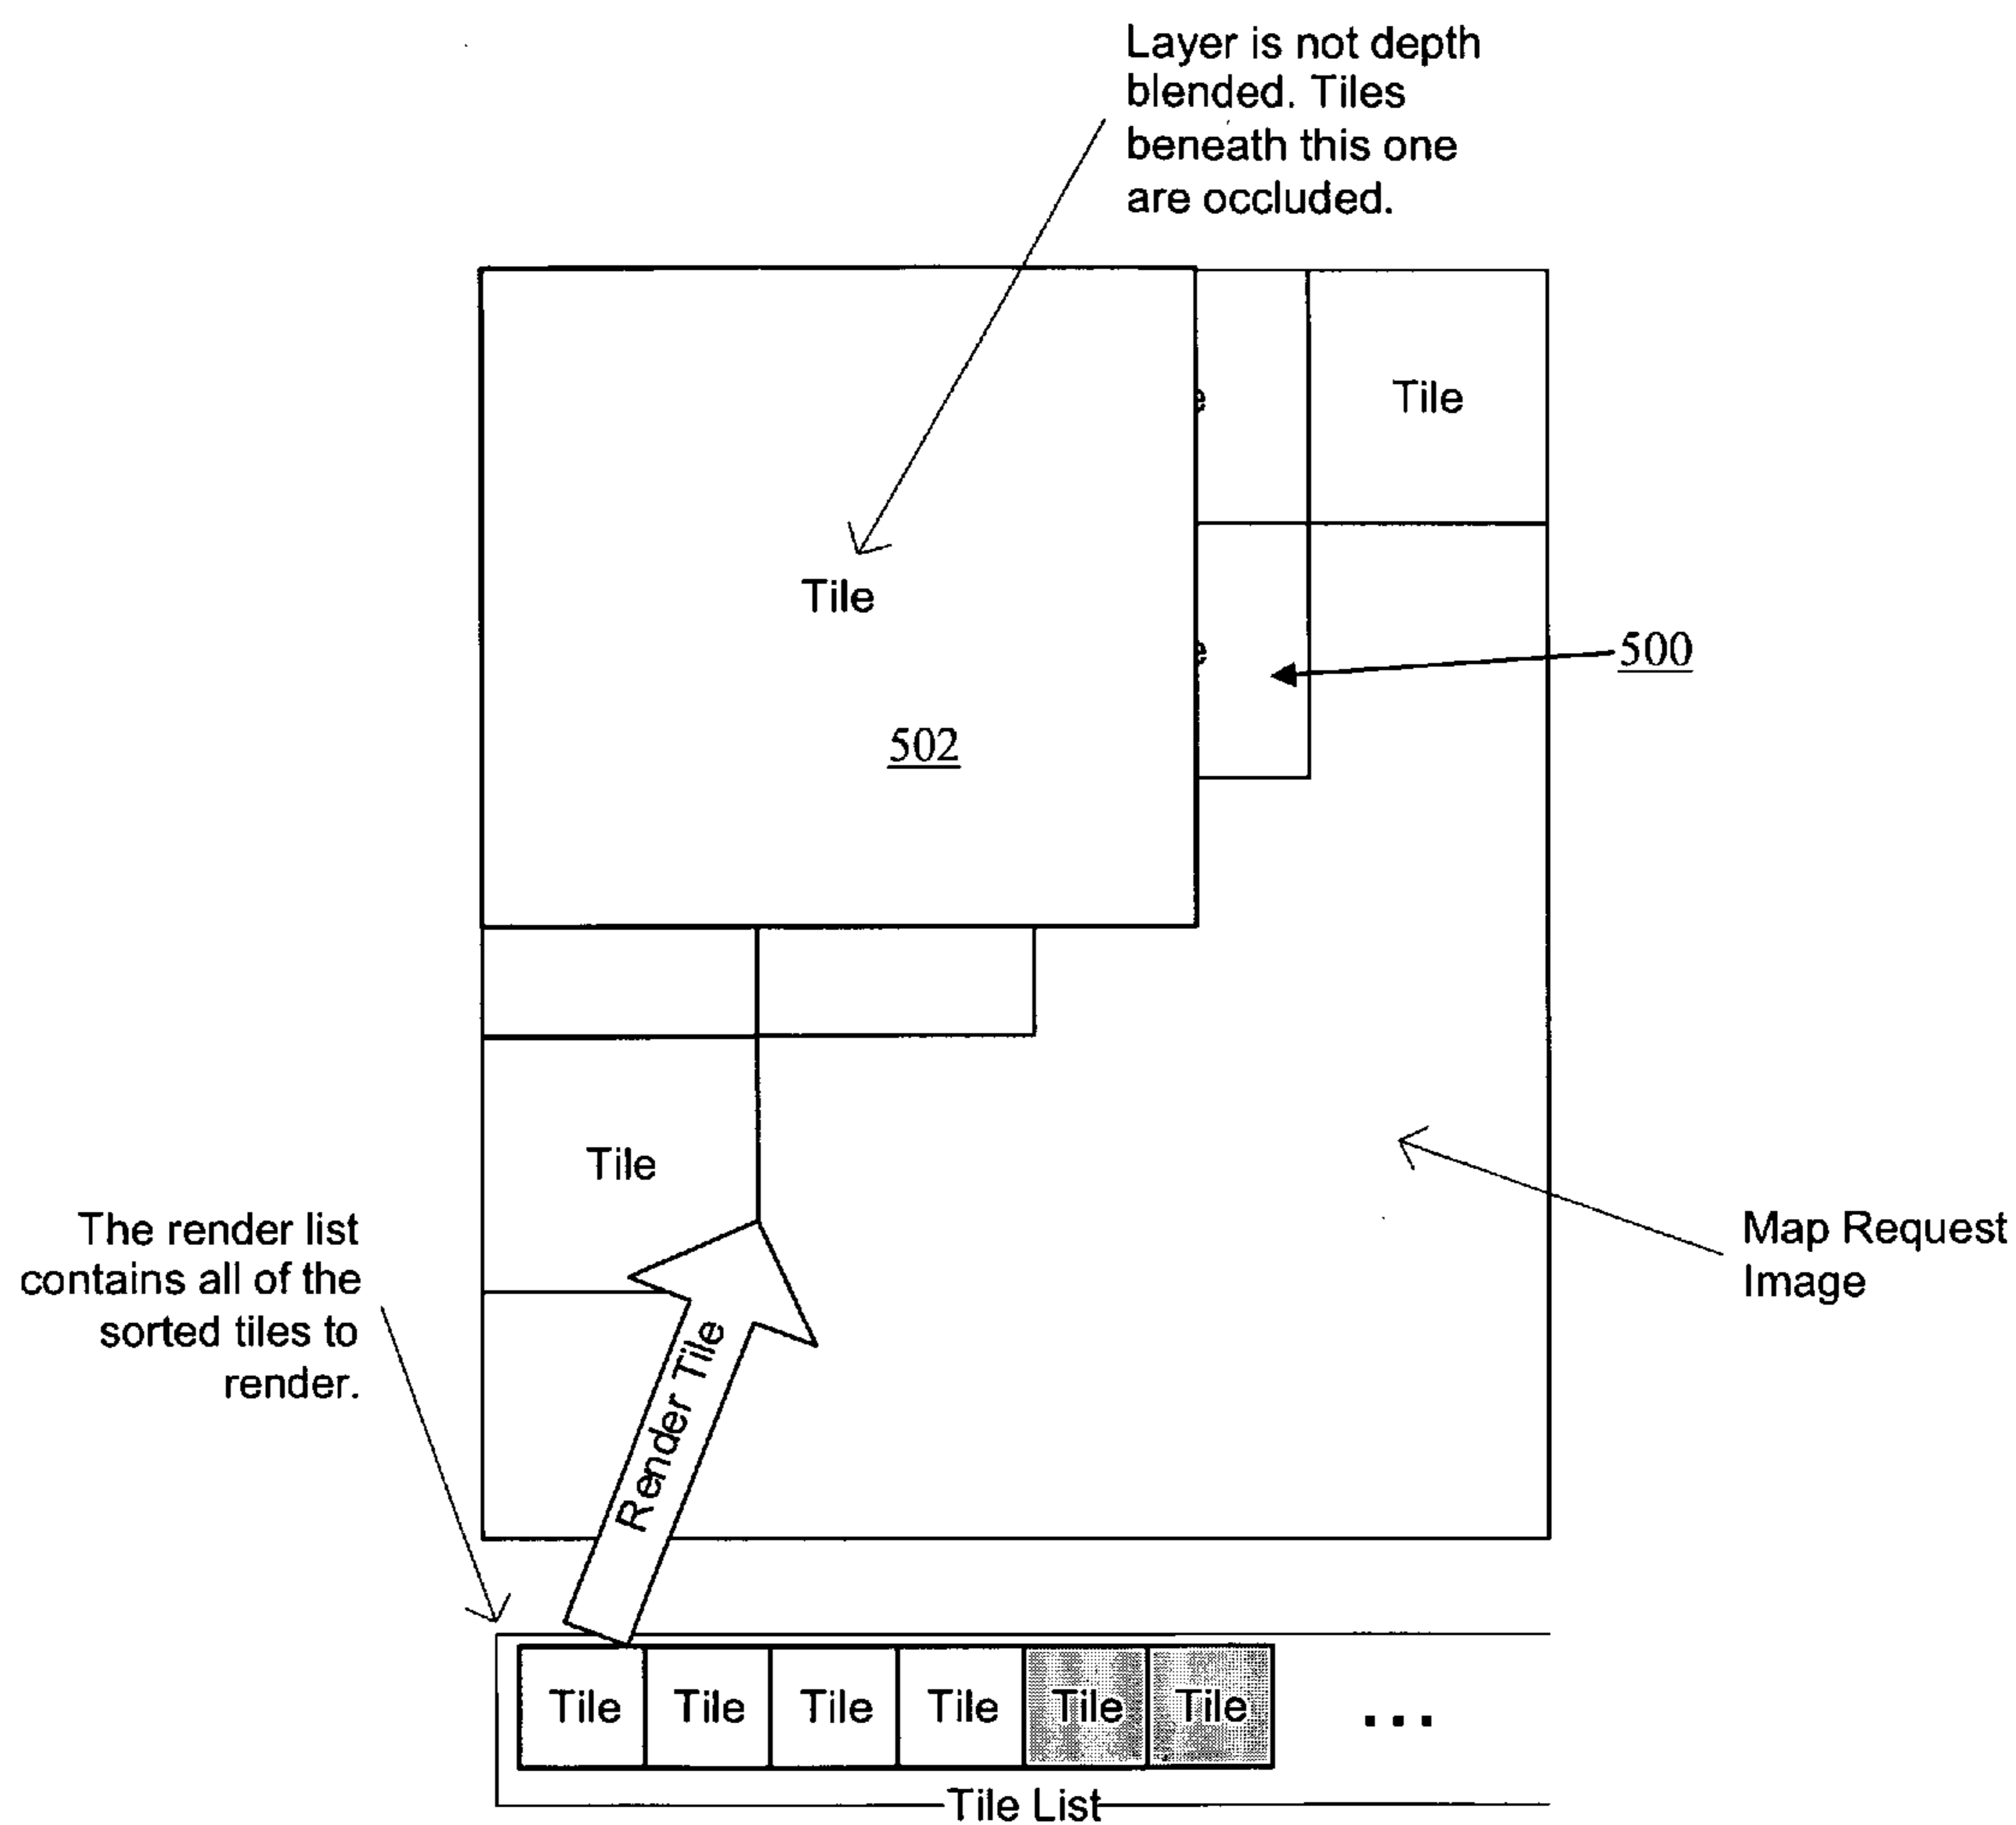 Layer is not depth
blended. Tiles
beneath this one
are occluded.
Tile
e
Tile
e
500
502
Tile
The render list
contains all of the
sorted tiles to
render.
Map Request
Image
Render Tile
Tile Tile Tile Tile Tile Tile ...
Tile List